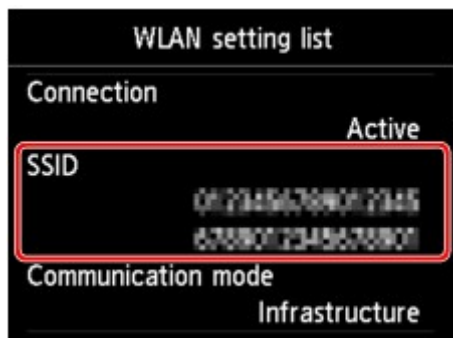 WLAN setting list
Connection
Active
SSID
Communication mode
Infrastructure